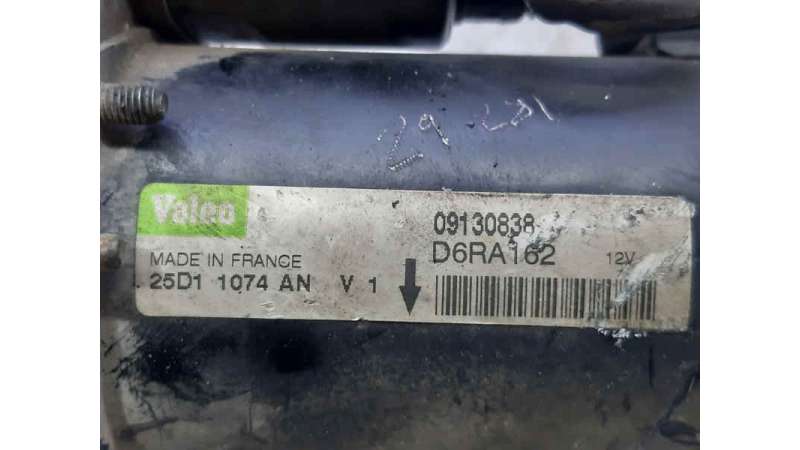 Valeo
09130838
D6RA162
12V
MADE IN FRANCE
25D1 1074 AN V 1